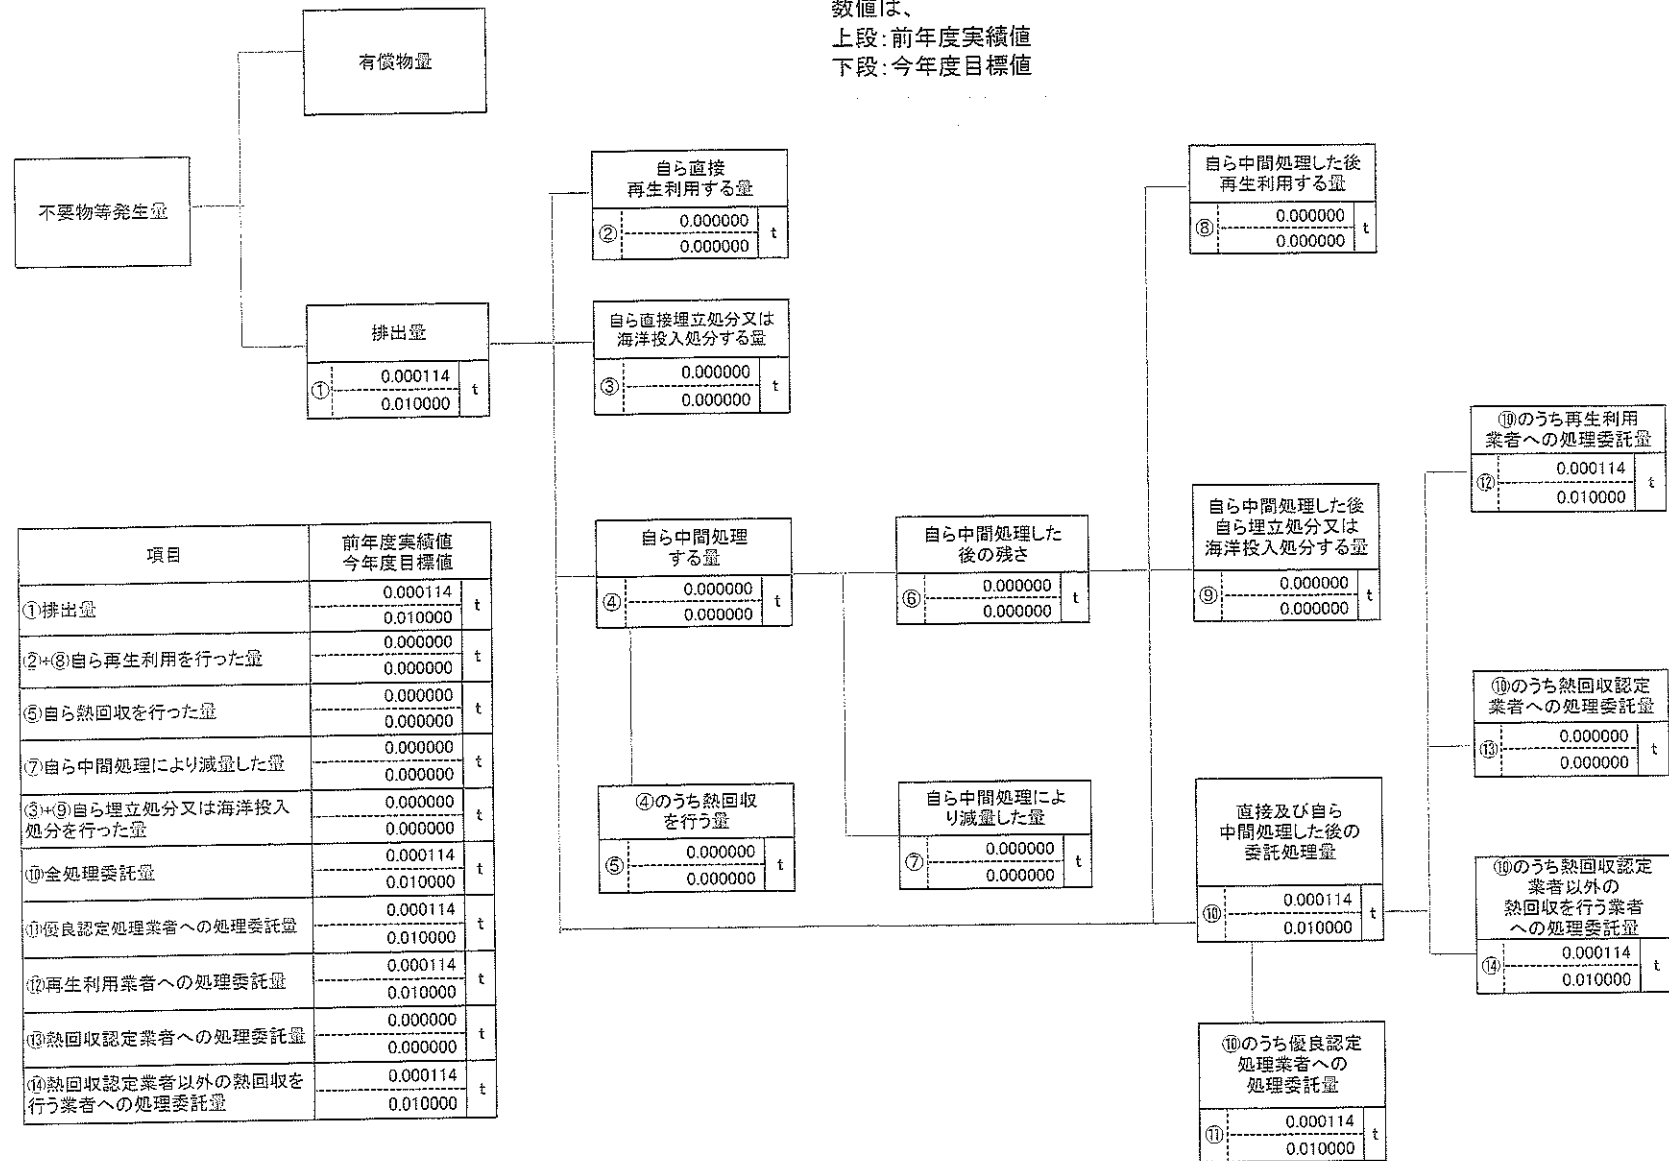 数値は、
上段：前年度実績値
下段：今年度目標値
有償物量
不要物等発生量
排出量
①
0.000114
0.010000
t
自ら直接
再生利用する量
②
0.000000
0.000000
t
自ら直接埋立処分又は
海洋投入処分する量
③
0.000000
0.000000
t
自ら中間処理
する量
④
0.000000
0.000000
t
④のうち熱回収
を行う量
⑤
0.000000
0.000000
t
自ら中間処理した
後の残さ
⑥
0.000000
0.000000
t
自ら中間処理によ
り減量した量
⑦
0.000000
0.000000
t
自ら中間処理した後
再生利用する量
⑧
0.000000
0.000000
t
自ら中間処理した後
自ら埋立処分又は
海洋投入処分する量
⑨
0.000000
0.000000
t
直接及び自ら
中間処理した後の
委託処理量
⑩
0.000114
0.010000
t
⑩のうち優良認定
処理業者への
処理委託量
⑪
0.000114
0.010000
t
⑩のうち再生利用
業者への処理委託量
⑫
0.000114
0.010000
t
⑩のうち熱回収認定
業者への処理委託量
⑬
0.000000
0.000000
t
⑩のうち熱回収認定
業者以外の
熱回収を行う業者
への処理委託量
⑭
0.000114
0.010000
t
項目
前年度実績値
今年度目標値
①排出量
0.000114
0.010000
t
②+⑧自ら再生利用を行った量
0.000000
0.000000
t
⑤自ら熱回収を行った量
0.000000
0.000000
t
⑦自ら中間処理により減量した量
0.000000
0.000000
t
③+⑨自ら埋立処分又は海洋投入
処分を行った量
0.000000
0.000000
t
⑩全処理委託量
0.000114
0.010000
t
⑪優良認定処理業者への処理委託量
0.000114
0.010000
t
⑫再生利用業者への処理委託量
0.000114
0.010000
t
⑬熱回収認定業者への処理委託量
0.000000
0.000000
t
⑭熱回収認定業者以外の熱回収を
行う業者への処理委託量
0.000114
0.010000
t